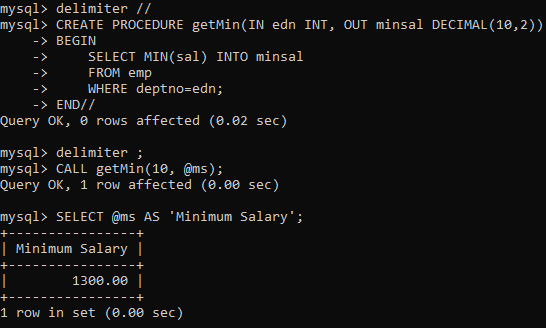 mysql> delimiter //
mysql> CREATE PROCEDURE getMin(IN edn INT, OUT minsal DECIMAL(10,2))
    -> BEGIN
    ->     SELECT MIN(sal) INTO minsal
    ->     FROM emp
    ->     WHERE deptno=edn;
    -> END//
Query OK, 0 rows affected (0.02 sec)

mysql> delimiter ;
mysql> CALL getMin(10, @ms);
Query OK, 1 row affected (0.00 sec)

mysql> SELECT @ms AS 'Minimum Salary';
+----------------+
| Minimum Salary |
+----------------+
|        1300.00 |
+----------------+
1 row in set (0.00 sec)